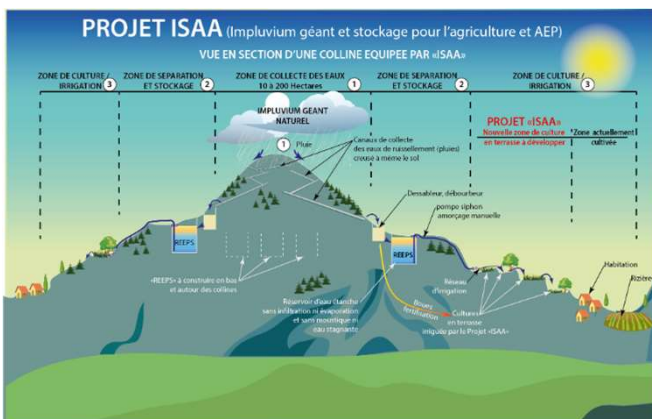 PROJET ISAA (Impluvium géant et stockage pour l'agriculture et AEP)
VUE EN SECTION D'UNE COLLINE EQUIPEE PAR «ISAA»
ZONE DE CULTURE /
IRRIGATION 3
ZONE DE SEPARATION
ET STOCKAGE 2
ZONE DE COLLECTE DES EAUX
10 à 200 Hectares 1
ZONE DE SEPARATION
ET STOCKAGE 2
ZONE DE CULTURE /
IRRIGATION 3
IMPLUVIUM GEANT
NATUREL
PROJET «ISAA»
Nouvelle zone de culture
en terrasse à développer
Zone actuellement
cultivée
1 Pluie
Canaux de collecte
des eaux de ruissellement (pluies)
creusé à même le sol
Dessableur, débourbeur
pompe siphon
amorçage manuelle
REEPS
REEPS
«REEPS» à construire en bas
et autour des collines
Réservoir d'eau étanche
sans infiltration ni évaporation
et sans moustique ni
eau stagnante
Boues
fertilisation
Réseau
d'irrigation
Cultures
en terrasse
irriguée par le Projet «ISAA»
Habitation
Rizière